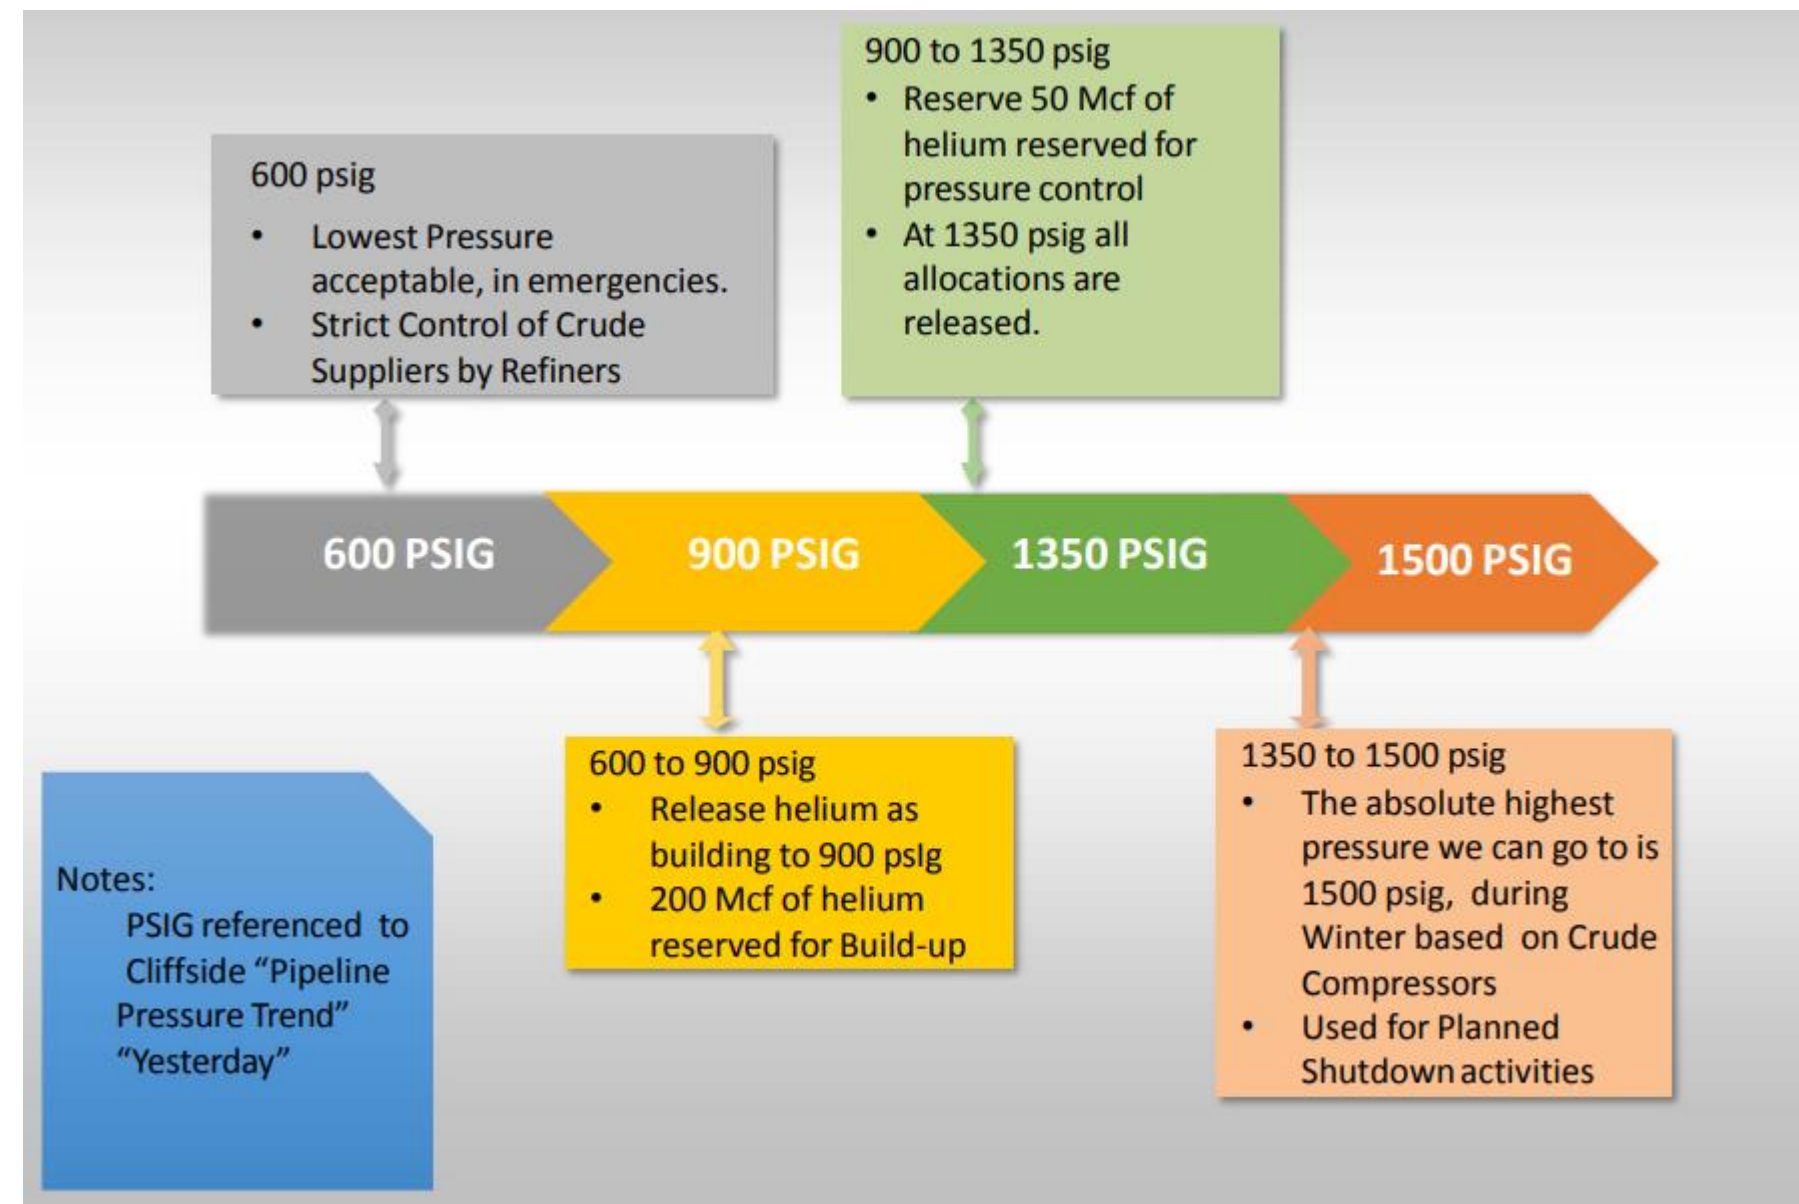 600 psig
• Lowest Pressure
acceptable, in emergencies.
• Strict Control of Crude
Suppliers by Refiners
900 to 1350 psig
• Reserve 50 Mcf of
helium reserved for
pressure control
• At 1350 psig all
allocations are
released.
600 PSIG
900 PSIG
1350 PSIG
1500 PSIG
600 to 900 psig
• Release helium as
building to 900 psIg
• 200 Mcf of helium
reserved for Build-up
1350 to 1500 psig
• The absolute highest
pressure we can go to is
1500 psig, during
Winter based on Crude
Compressors
• Used for Planned
Shutdown activities
Notes:
PSIG referenced to
Cliffside “Pipeline
Pressure Trend”
“Yesterday”